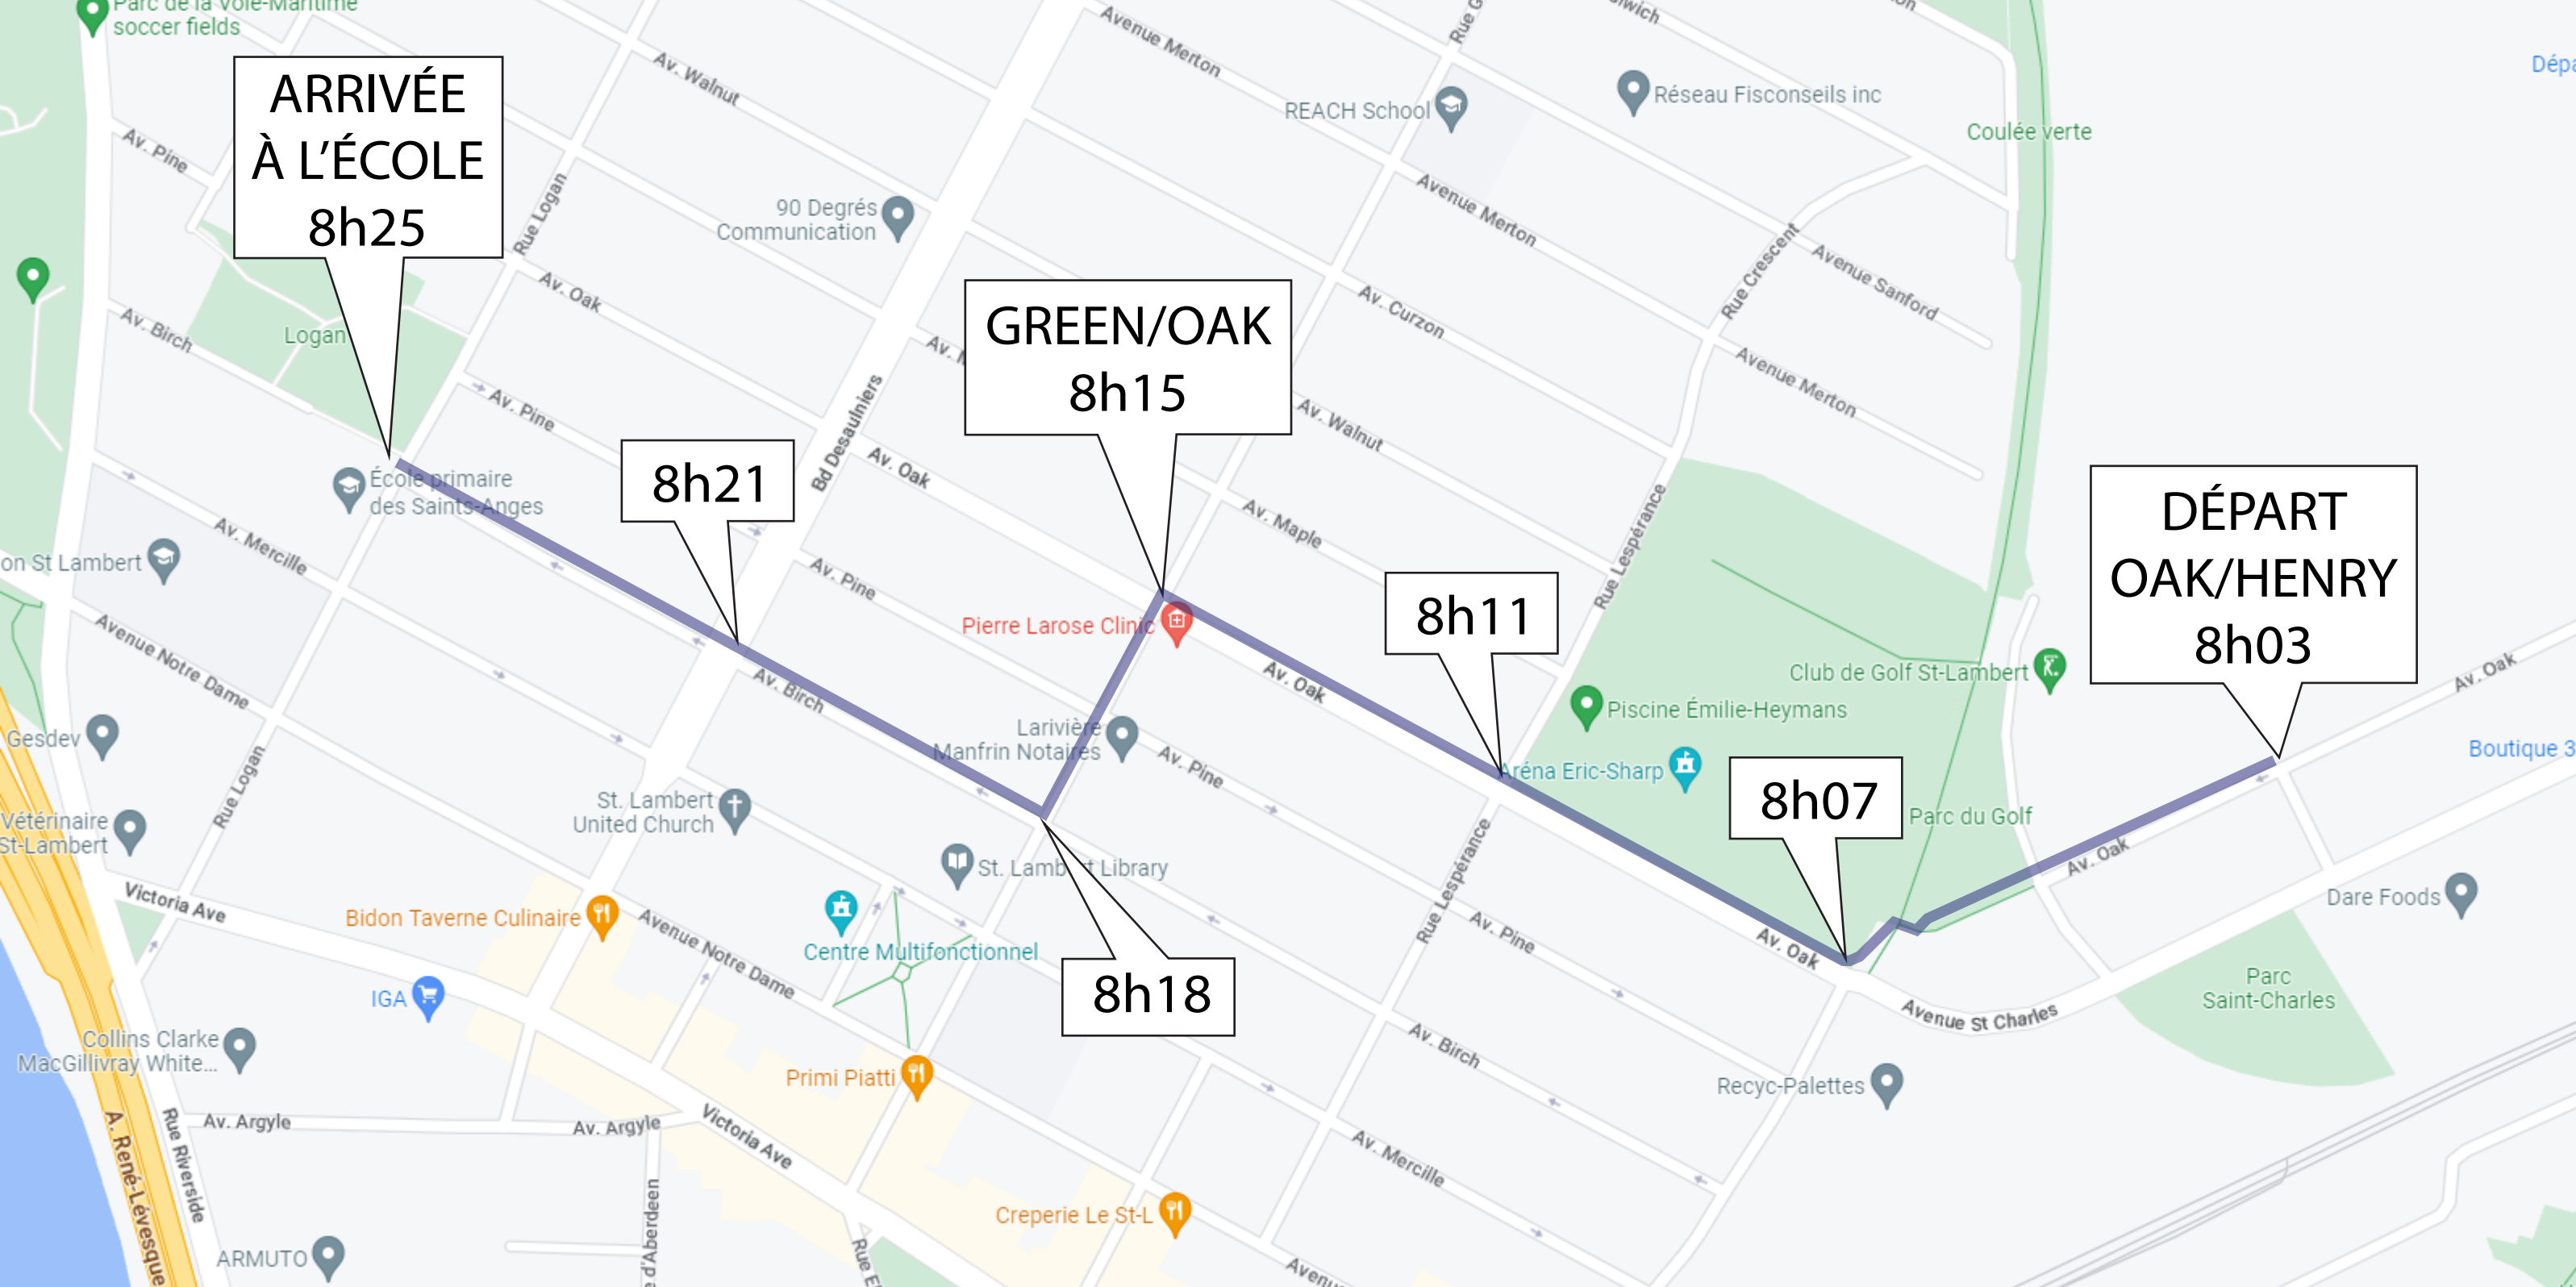 Parc de la Voie-Maritime
soccer fields
ARRIVÉE
À L'ÉCOLE
8h25
Av. Walnut
Avenue Merton
Rue G
REACH School
Réseau Fisconseils inc
Coulée verte
Dépa
Av. Pine
Rue Logan
90 Degrés
Communication
Avenue Merton
Rue Crescent
Avenue Sanford
Av. Birch
Logan
Av. Oak
Av. M
GREEN/OAK
8h15
Av. Curzon
Avenue Merton
Av. Pine
Bd Desaulniers
Av. Oak
Av. Walnut
École primaire
des Saints-Anges
8h21
Av. Maple
Rue Lespérance
DÉPART
OAK/HENRY
8h03
on St Lambert
Av. Mercille
Av. Pine
Pierre Larose Clinic
8h11
Av. Oak
Club de Golf St-Lambert
Av. Oak
Avenue Notre Dame
Av. Birch
Piscine Émilie-Heymans
Gesdev
Larivière
Manfrin Notaires
Av. Pine
Aréna Eric-Sharp
8h07
Boutique 3
Rue Logan
Vétérinaire
St-Lambert
St. Lambert
United Church
Parc du Golf
Av. Oak
St. Lambert Library
Rue Lespérance
Victoria Ave
Bidon Taverne Culinaire
Avenue Notre Dame
Centre Multifonctionnel
8h18
Av. Pine
Av. Oak
Dare Foods
IGA
Avenue St Charles
Parc
Saint-Charles
Collins Clarke
MacGillivray White...
Primi Piatti
Av. Birch
Recyc-Palettes
Av. Argyle
Av. Argyle
Victoria Ave
Av. Mercille
A. René-Lévesque
Rue Riverside
Creperie Le St-L
ARMUTO
e d'Aberdeen
Rue E
Avenu